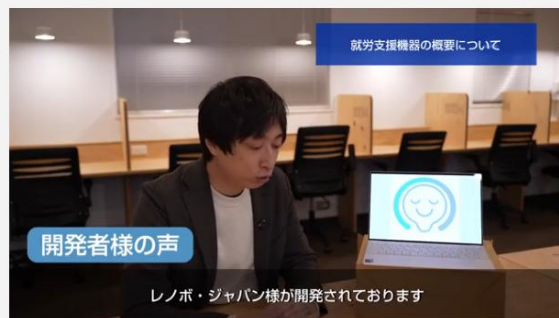 就労支援機器の概要について
開発者様の声
レノボ・ジャパン様が開発されております